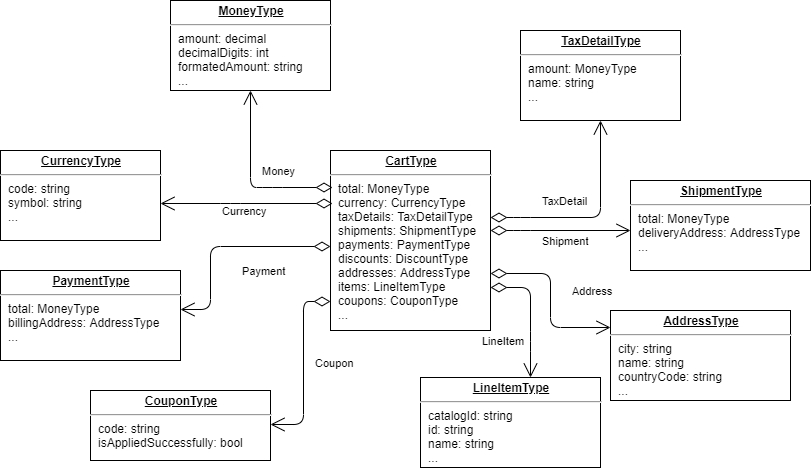 MoneyType
amount: decimal
decimalDigits: int
formatedAmount: string
...
TaxDetailType
amount: MoneyType
name: string
...
CurrencyType
code: string
symbol: string
...
Money
Currency
CartType
total: MoneyType
currency: CurrencyType
taxDetails: TaxDetailType
shipments: ShipmentType
payments: PaymentType
discounts: DiscountType
addresses: AddressType
items: LineItemType
coupons: CouponType
...
TaxDetail
Shipment
ShipmentType
total: MoneyType
deliveryAddress: AddressType
...
PaymentType
total: MoneyType
billingAddress: AddressType
...
Payment
Address
AddressType
city: string
name: string
countryCode: string
...
LineItem
Coupon
CouponType
code: string
isAppliedSuccessfully: bool
LineItemType
catalogId: string
id: string
name: string
...